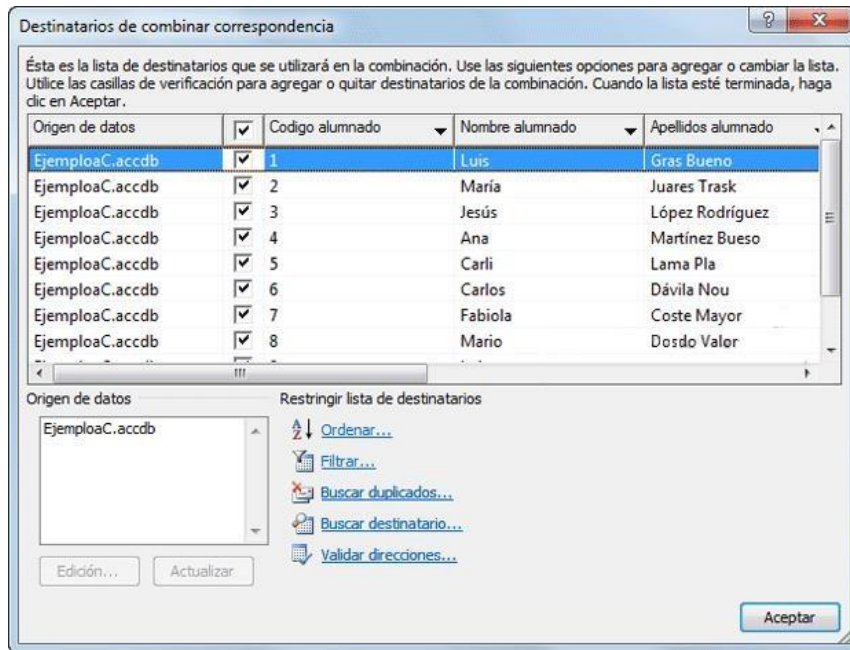 Destinatarios de combinar correspondencia
Ésta es la lista de destinatarios que se utilizará en la combinación. Use las siguientes opciones para agregar o cambiar la lista.
Utilice las casillas de verificación para agregar o quitar destinatarios de la combinación. Cuando la lista esté terminada, haga
clic en Aceptar.
Origen de datos Codigo alumnado Nombre alumnado Apellidos alumnado
EjemploaC.accdb 1 Luis Gras Bueno
EjemploaC.accdb 2 María Juares Trask
EjemploaC.accdb 3 Jesús López Rodríguez
EjemploaC.accdb 4 Ana Martínez Bueso
EjemploaC.accdb 5 Carli Lama Pla
EjemploaC.accdb 6 Carlos Dávila Nou
EjemploaC.accdb 7 Fabiola Coste Mayor
EjemploaC.accdb 8 Mario Dosdo Valor
Origen de datos
EjemploaC.accdb
Edición... Actualizar
Restringir lista de destinatarios
Ordenar...
Filtrar...
Buscar duplicados...
Buscar destinatario...
Validar direcciones...
Aceptar